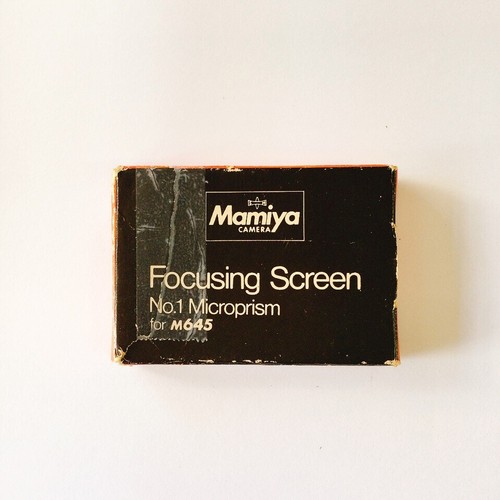 Mamiya
CAMERA
Focusing Screen
No.1 Microprism
for M645